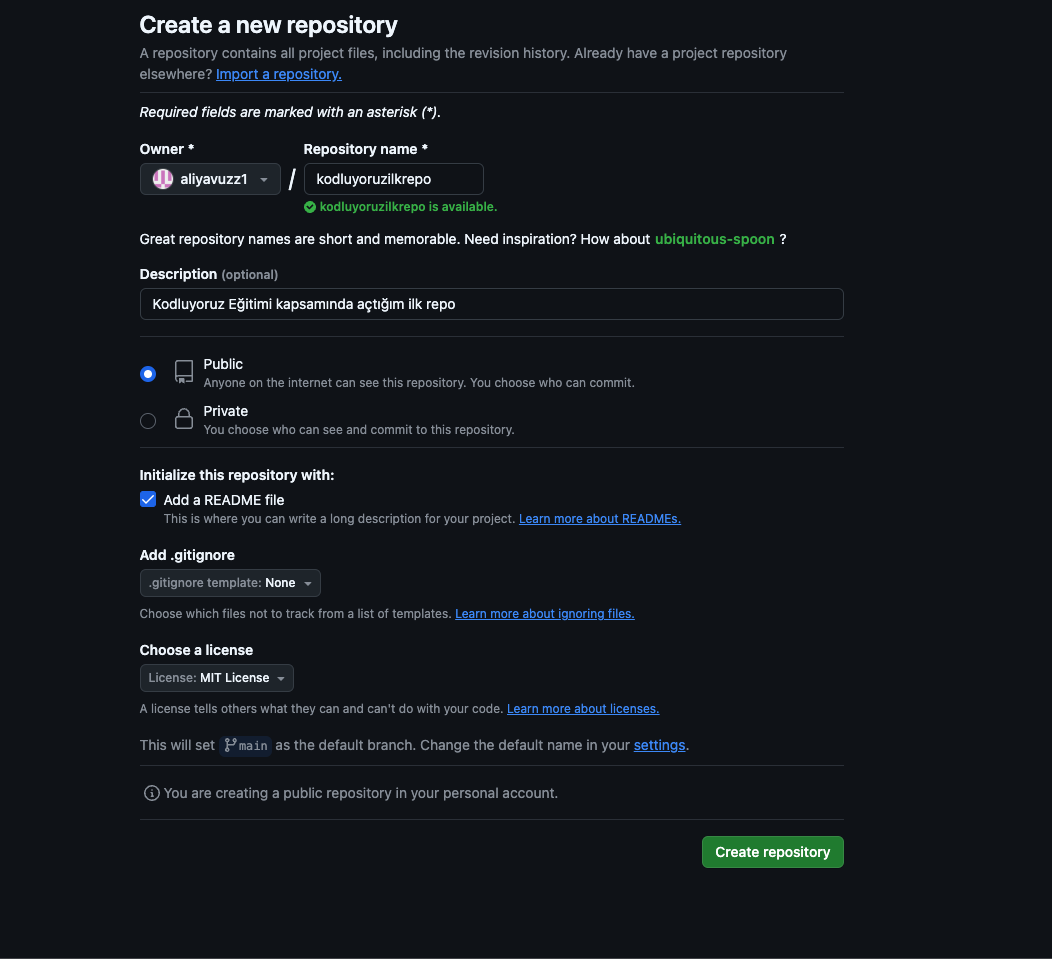 Create a new repository
A repository contains all project files, including the revision history. Already have a project repository
elsewhere? Import a repository.
Required fields are marked with an asterisk (*).
Owner * Repository name *
aliyavuzz1 / kodluyoruzilkrepo
kodluyoruzilkrepo is available.
Great repository names are short and memorable. Need inspiration? How about ubiquitous-spoon ?
Description (optional)
Kodluyoruz Eğitimi kapsamında açtığım ilk repo
Public
Anyone on the internet can see this repository. You choose who can commit.
Private
You choose who can see and commit to this repository.
Initialize this repository with:
Add a README file
This is where you can write a long description for your project. Learn more about READMEs.
Add .gitignore
.gitignore template: None
Choose which files not to track from a list of templates. Learn more about ignoring files.
Choose a license
License: MIT License
A license tells others what they can and can't do with your code. Learn more about licenses.
This will set main as the default branch. Change the default name in your settings.
You are creating a public repository in your personal account.
Create repository